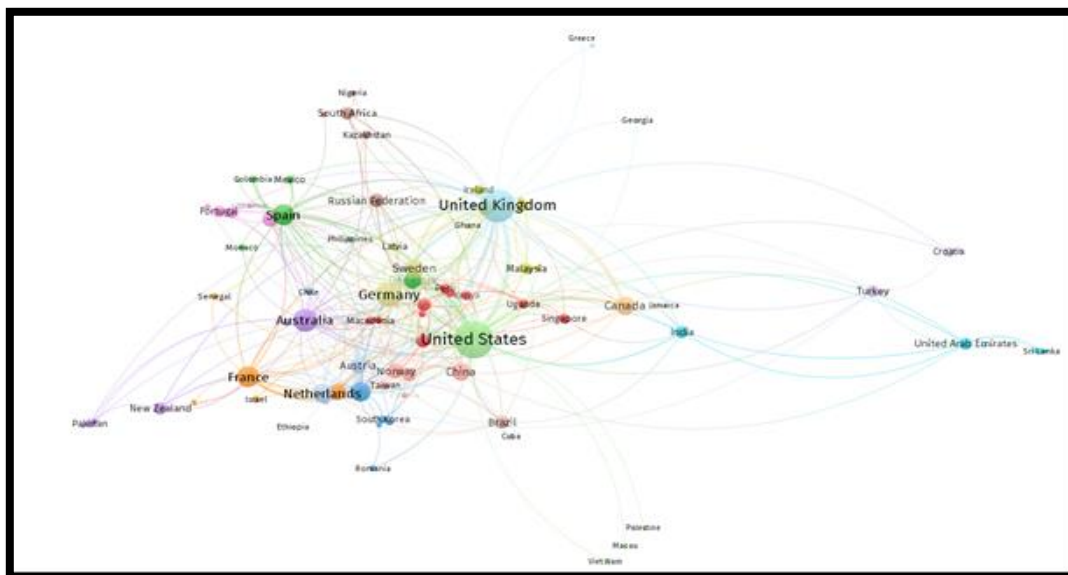 Greece
Nigeria
South Africa
Georgia
Kazakhstan
Colombia
Mexico
Iceland
Russian Federation
United Kingdom
Portugal
Spain
Ghana
Philippines
Latvia
Monaco
Croatia
Sweden
Malaysia
Turkey
Senegal
Chile
Germany
Uganda
Canada
Jamaica
Australia
Macedonia
Singapore
India
United States
United Arab Emirates
Sri Lanka
Austria
Norway
China
France
Taiwan
Netherlands
Israel
New Zealand
Pakistan
South Korea
Brazil
Ethiopia
Cuba
Romania
Palestine
Macau
Viet Nam